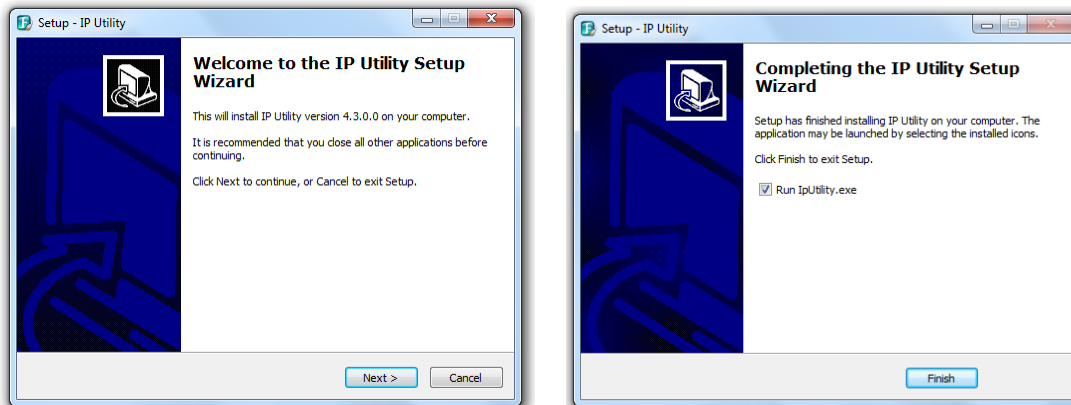 Setup - IP Utility
Welcome to the IP Utility Setup
Wizard
This will install IP Utility version 4.3.0.0 on your computer.
It is recommended that you close all other applications before
continuing.
Click Next to continue, or Cancel to exit Setup.
Next >
Cancel
Setup - IP Utility
Completing the IP Utility Setup
Wizard
Setup has finished installing IP Utility on your computer. The
application may be launched by selecting the installed icons.
Click Finish to exit Setup.
Run IpUtility.exe
Finish